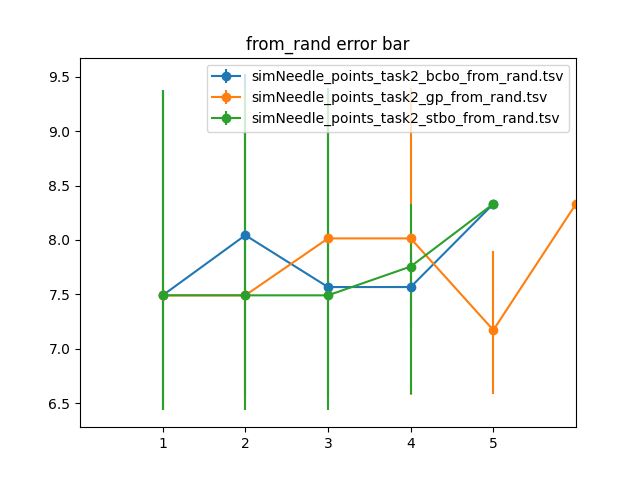 from_rand error bar
simNeedle_points_task2_bcbo_from_rand.tsv
simNeedle_points_task2_gp_from_rand.tsv
simNeedle_points_task2_stbo_from_rand.tsv
9.5
9.0
8.5
8.0
7.5
7.0
6.5
1 2 3 4 5